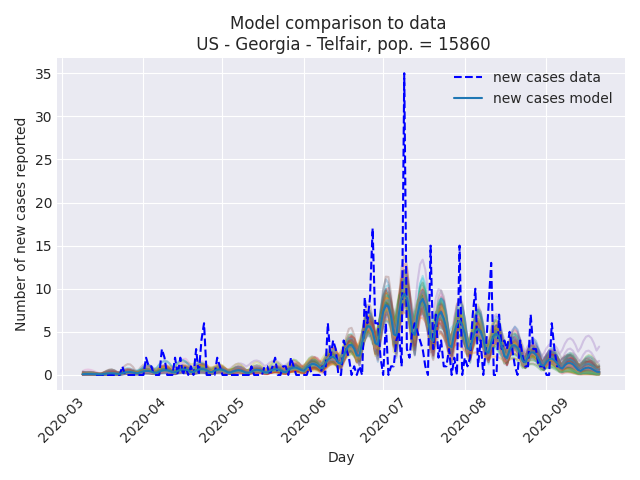 Model comparison to data
US - Georgia - Telfair, pop. = 15860
new cases data
new cases model
Number of new cases reported
35
30
25
20
15
10
5
0
2020-03
2020-04
2020-05
2020-06
2020-07
2020-08
2020-09
Day